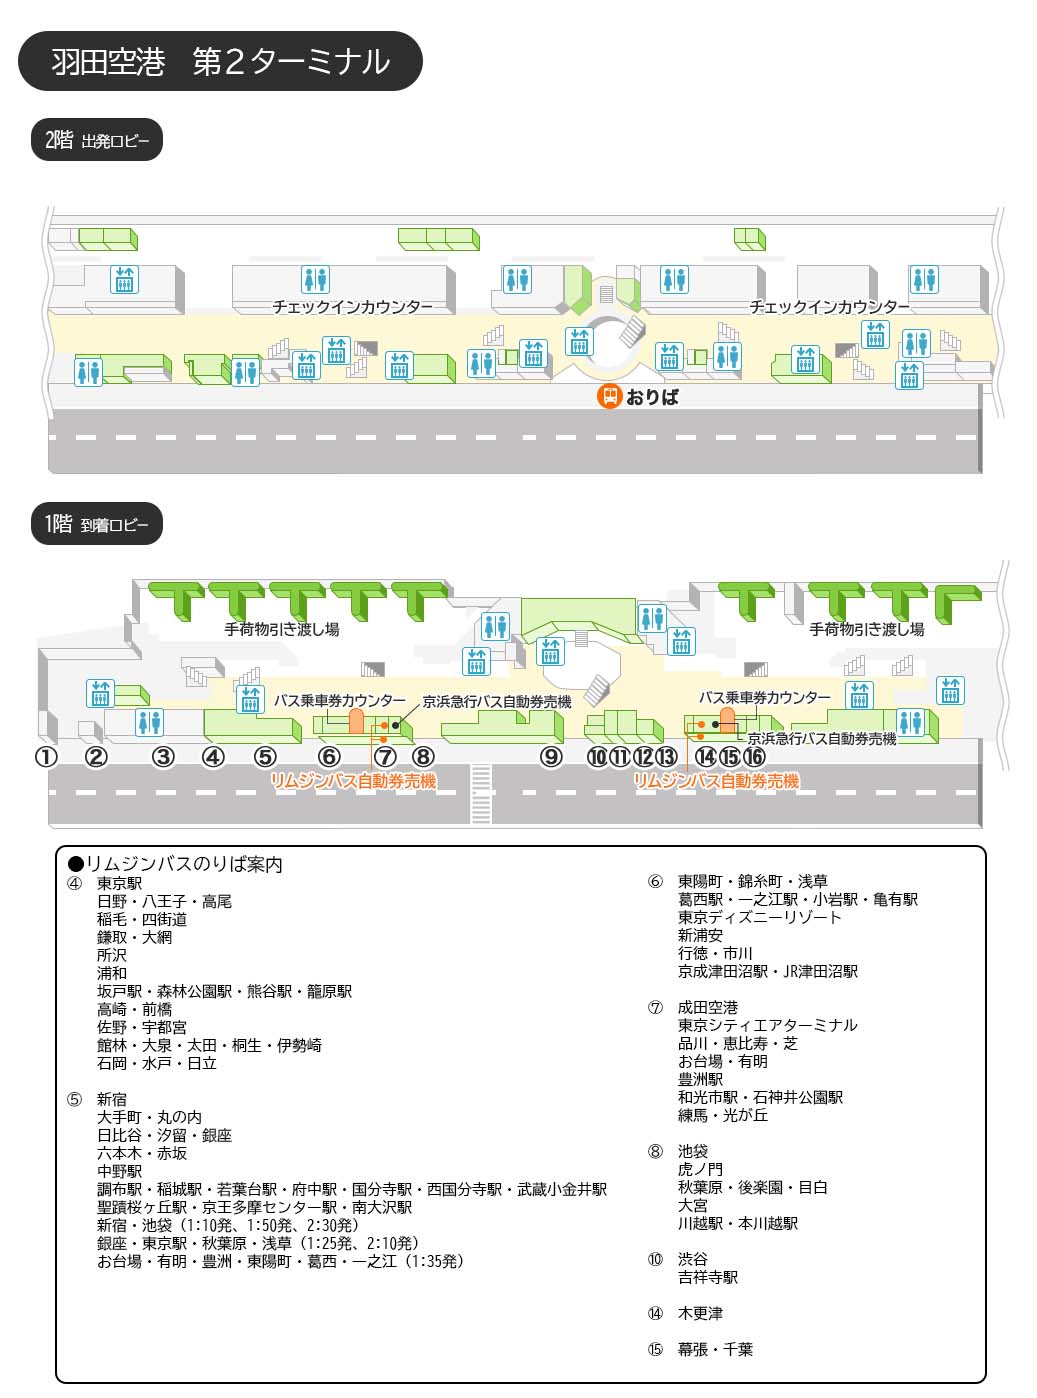 羽田空港　第２ターミナル
2階 出発ロビー
チェックインカウンター
チェックインカウンター
おりば
1階 到着ロビー
手荷物引き渡し場
手荷物引き渡し場
バス乗車券カウンター
京浜急行バス自動券売機
バス乗車券カウンター
京浜急行バス自動券売機
① ② ③ ④ ⑤ ⑥ ⑦ ⑧ ⑨ ⑩ ⑪ ⑫ ⑬ ⑭ ⑮ ⑯
リムジンバス自動券売機
リムジンバス自動券売機
●リムジンバスのりば案内
④　東京駅
日野・八王子・高尾
稲毛・四街道
鎌取・大網
所沢
浦和
坂戸駅・森林公園駅・熊谷駅・籠原駅
高崎・前橋
佐野・宇都宮
館林・大泉・太田・桐生・伊勢崎
石岡・水戸・日立
⑤　新宿
大手町・丸の内
日比谷・汐留・銀座
六本木・赤坂
中野駅
調布駅・稲城駅・若葉台駅・府中駅・国分寺駅・西国分寺駅・武蔵小金井駅
聖蹟桜ヶ丘駅・京王多摩センター駅・南大沢駅
新宿・池袋（1:10発、1:50発、2:30発）
銀座・東京駅・秋葉原・浅草（1:25発、2:10発）
お台場・有明・豊洲・東陽町・葛西・一之江（1:35発）
⑥　東陽町・錦糸町・浅草
葛西駅・一之江駅・小岩駅・亀有駅
東京ディズニーリゾート
新浦安
行徳・市川
京成津田沼駅・JR津田沼駅
⑦　成田空港
東京シティエアターミナル
品川・恵比寿・芝
お台場・有明
豊洲駅
和光市駅・石神井公園駅
練馬・光が丘
⑧　池袋
虎ノ門
秋葉原・後楽園・目白
大宮
川越駅・本川越駅
⑩　渋谷
吉祥寺駅
⑭　木更津
⑮　幕張・千葉